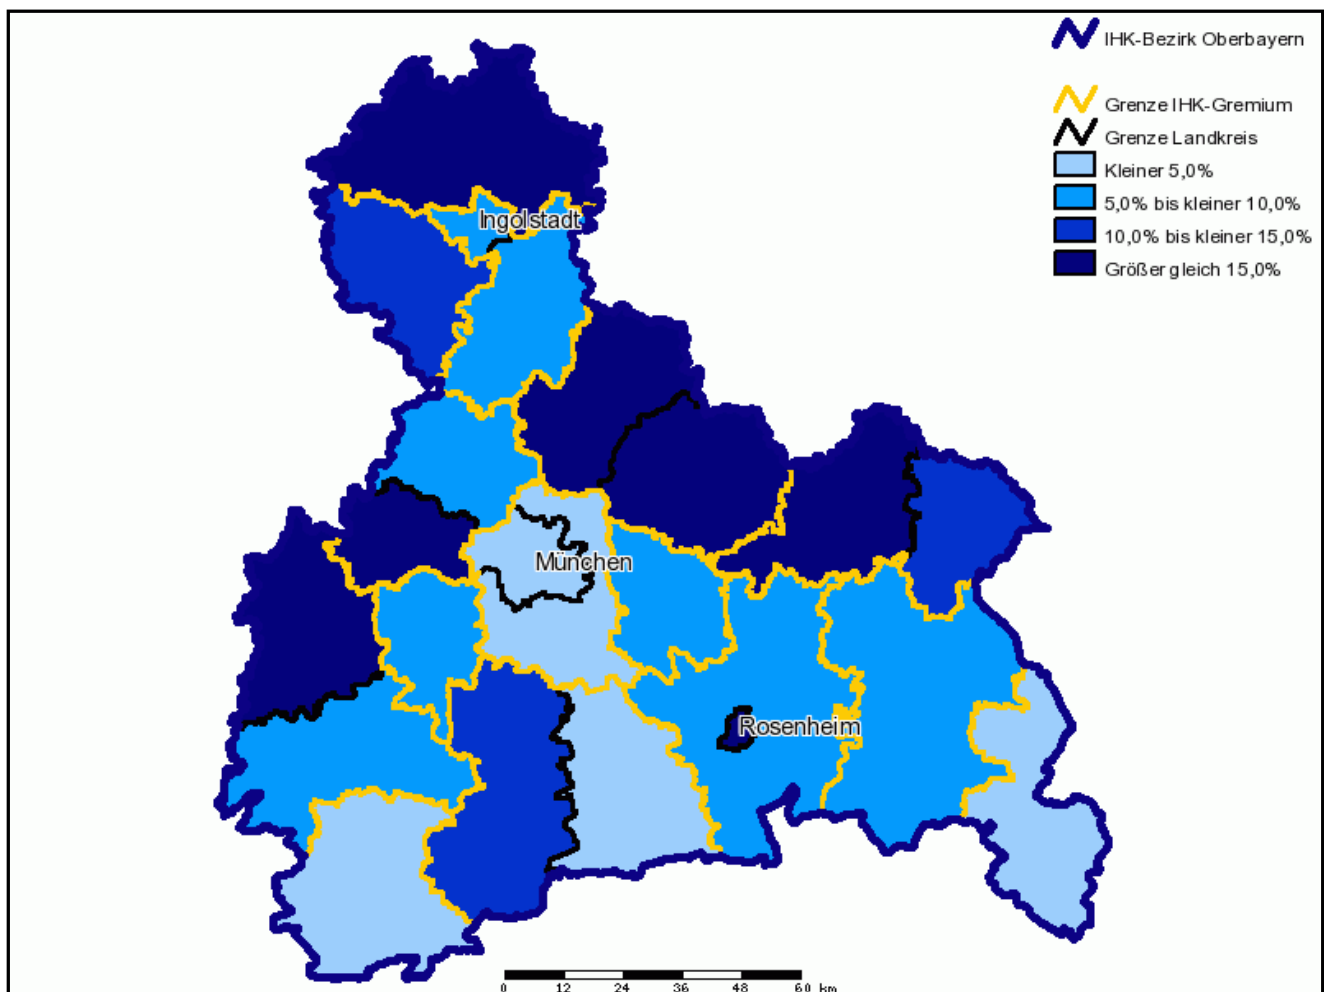 IHK-Bezirk Oberbayern
Grenze IHK-Gremium
Grenze Landkreis
Kleiner 5,0%
5,0% bis kleiner 10,0%
10,0% bis kleiner 15,0%
Größer gleich 15,0%
Ingolstadt
München
Rosenheim
0 12 24 36 48 60 km